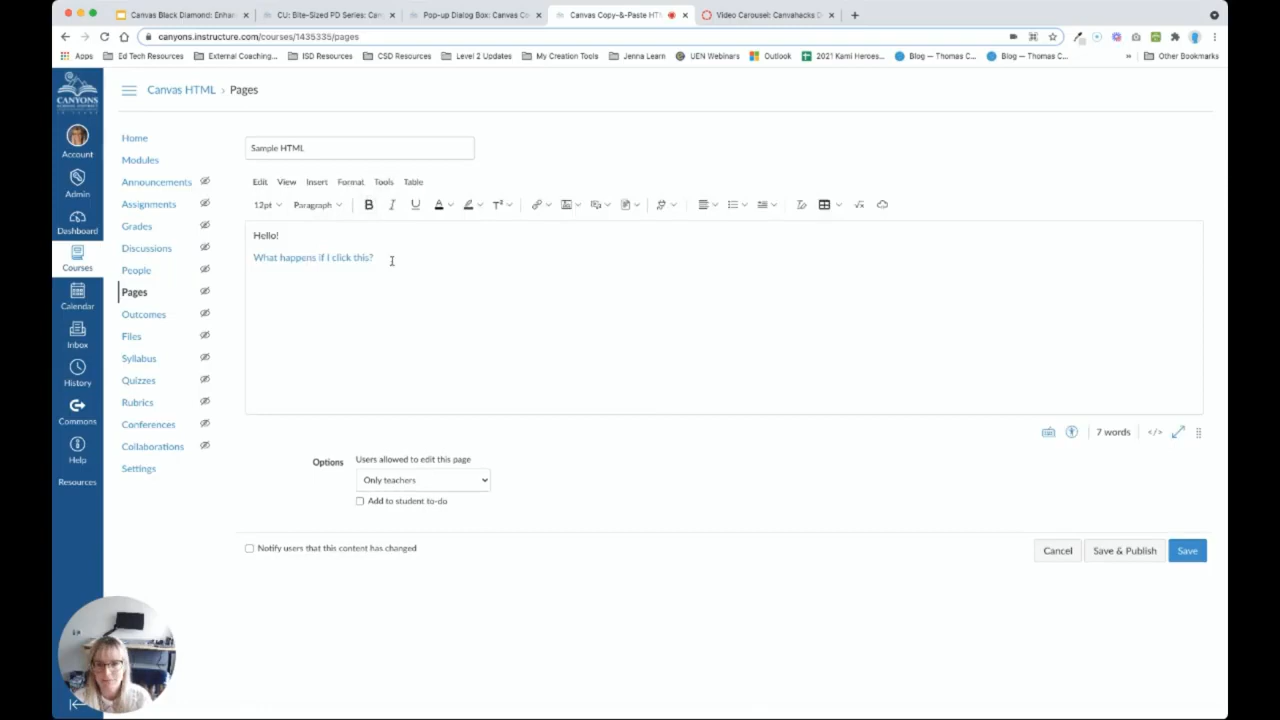 Canvas Black Diamond: Enhan
CU: Bite-Sized PD Series: Can
Pop-up Dialog Box: Canvas Co
Canvas Copy-&-Paste HT
Video Carousel: Canvahacks D
canyons.instructure.com/courses/1435335/pages
Apps
Ed Tech Resources
External Coaching...
ISD Resources
CSD Resources
Level 2 Updates
My Creation Tools
Jenna Learn
UEN Webinars
Outlook
2021 Kami Heroes...
Blog — Thomas C...
Blog — Thomas C...
Other Bookmarks
CANYONS
Account
Admin
Dashboard
Courses
Calendar
Inbox
History
Commons
Help
Resources
Canvas HTML › Pages
Home
Modules
Announcements
Assignments
Grades
Discussions
People
Pages
Outcomes
Files
Syllabus
Quizzes
Rubrics
Conferences
Collaborations
Settings
Sample HTML
Edit View Insert Format Tools Table
12pt Paragraph B I U A T²
Hello!
What happens if I click this?
7 words </>
Options
Users allowed to edit this page
Only teachers
Add to student to-do
Notify users that this content has changed
Cancel
Save & Publish
Save